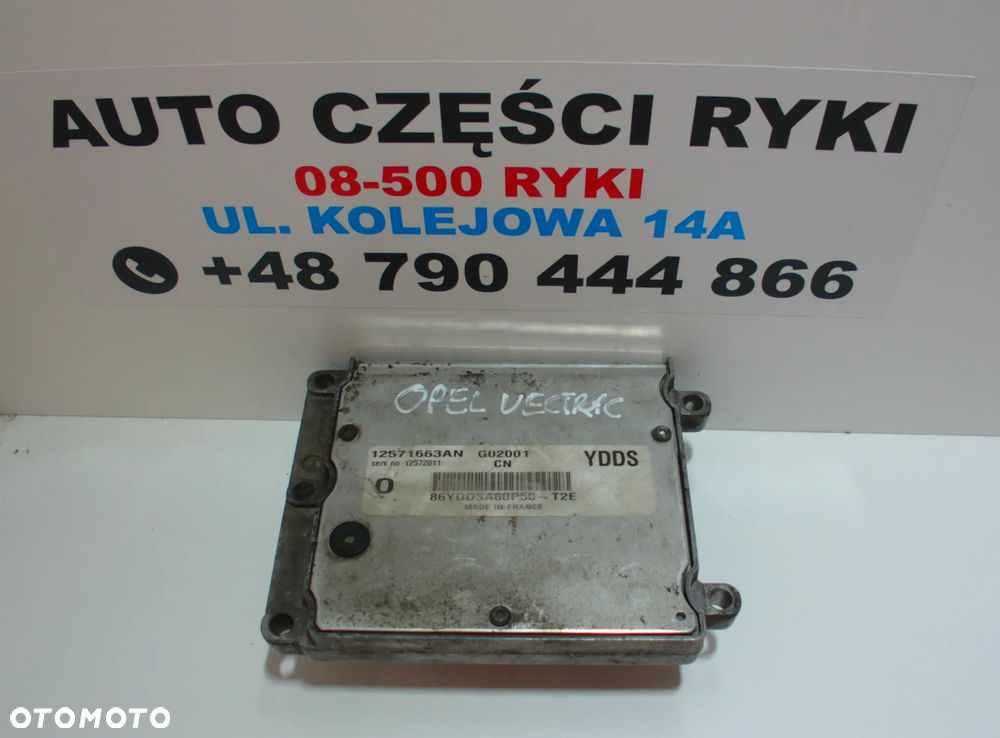 AUTO CZĘŚCI RYKI
08-500 RYKI
UL. KOLEJOWA 14A
+48 790 444 866
OPEL VECTRA C
12571663AN G02001 YDDS
serv no 12572011 CN
O
86YDDSA80P50-T2E
MADE IN FRANCE
OTOMOTO